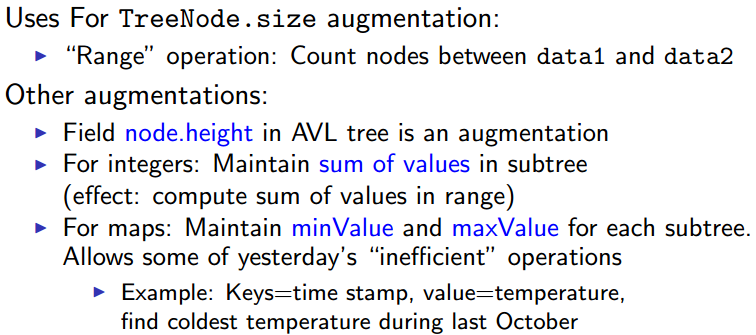 Uses For TreeNode.size augmentation:
▶ “Range” operation: Count nodes between data1 and data2
Other augmentations:
▶ Field node.height in AVL tree is an augmentation
▶ For integers: Maintain sum of values in subtree
(effect: compute sum of values in range)
▶ For maps: Maintain minValue and maxValue for each subtree.
Allows some of yesterday’s “inefficient” operations
▶ Example: Keys=time stamp, value=temperature,
find coldest temperature during last October